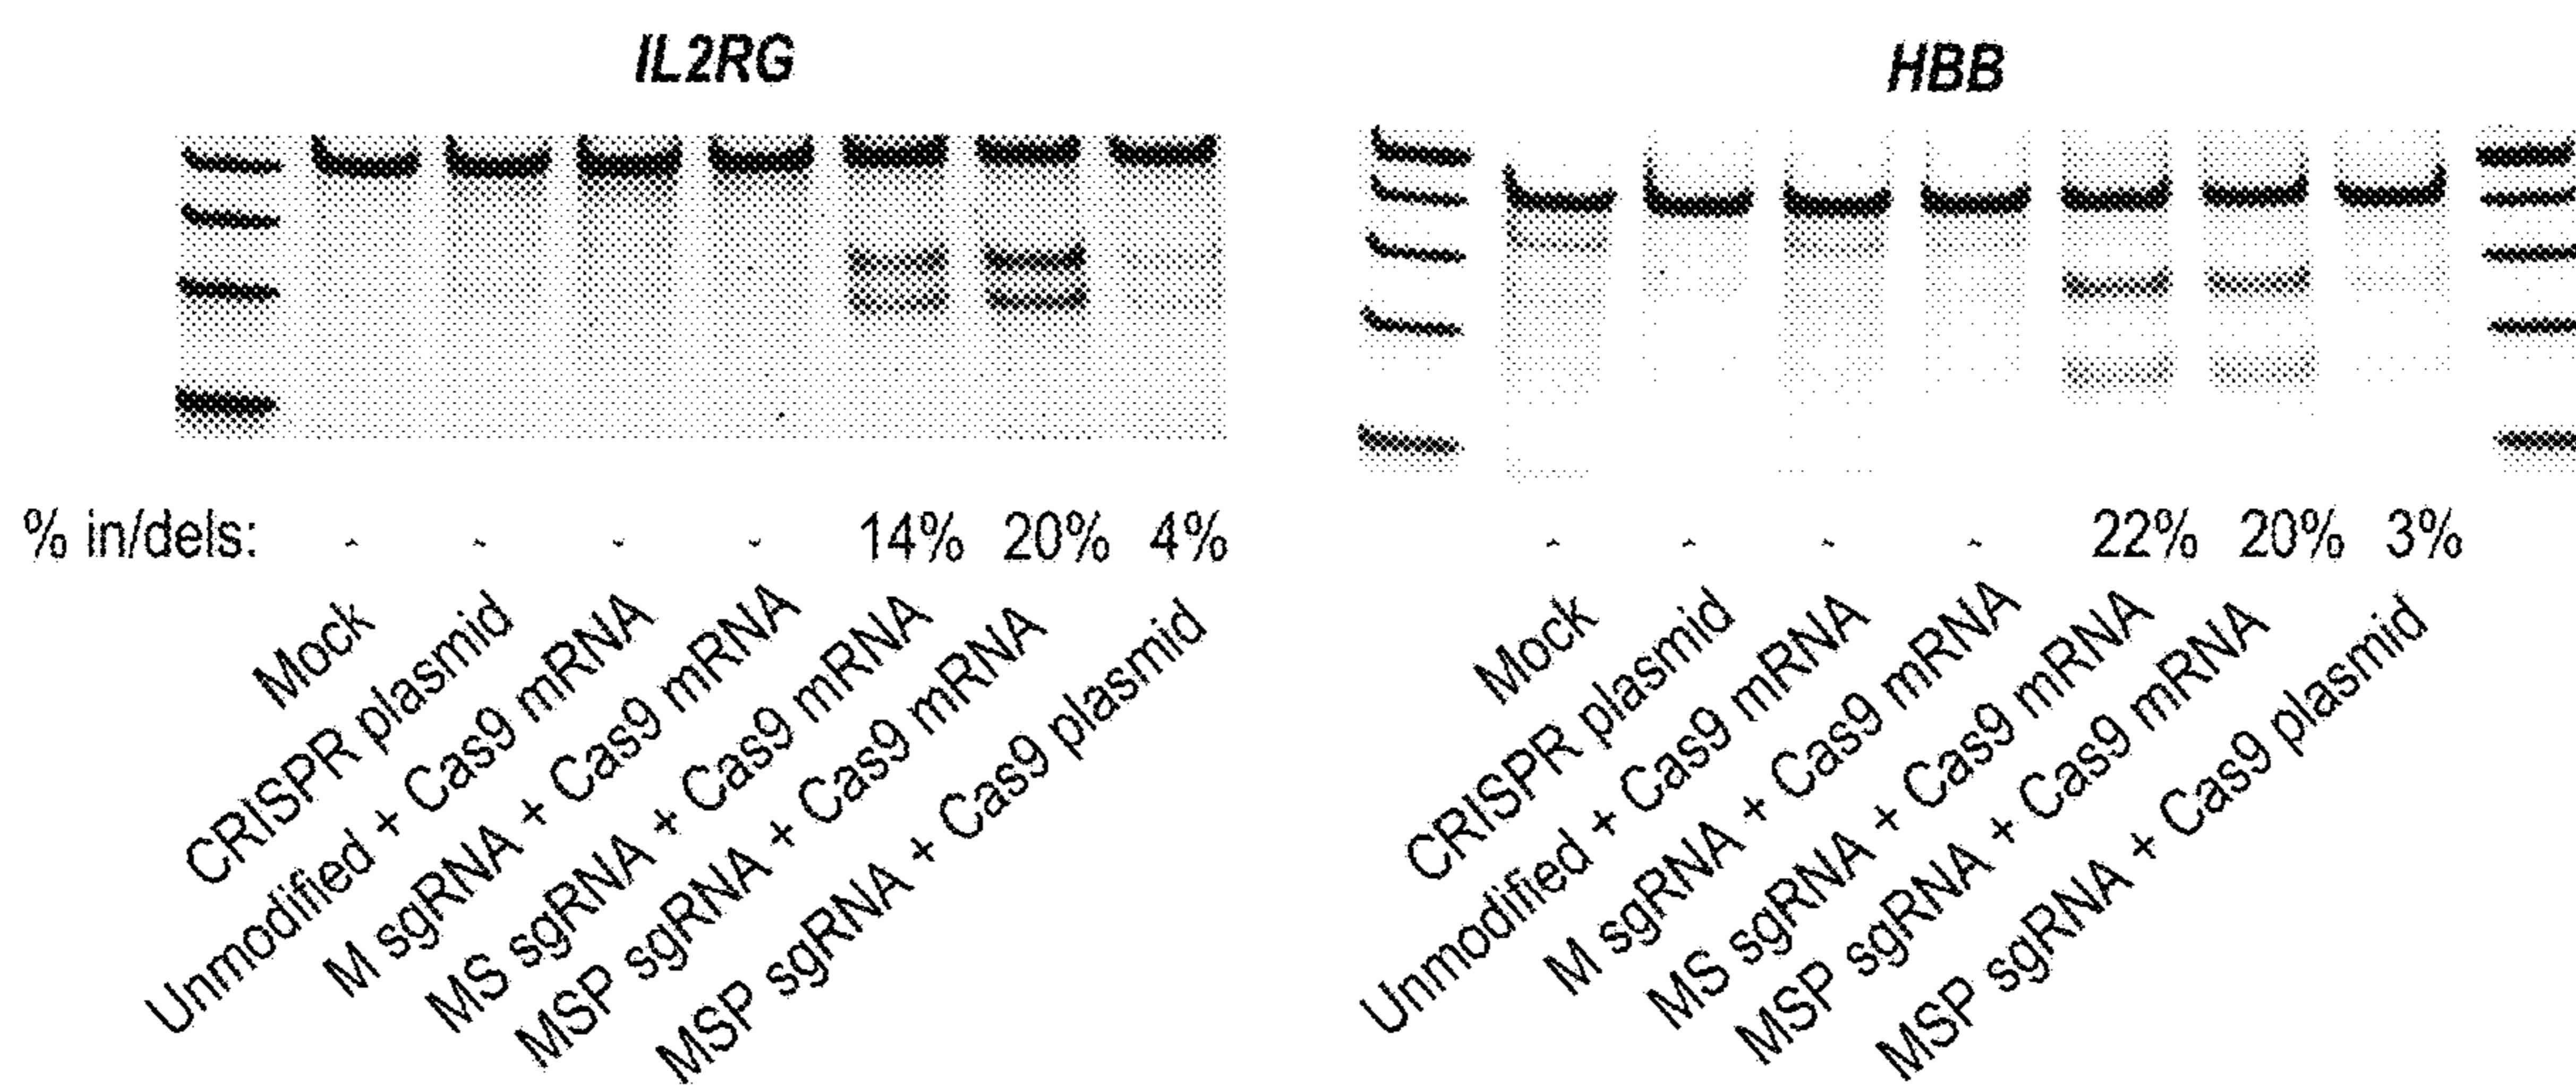 IL2RG
HBB
% in/dels: - - - - 14% 20% 4%
- - - - 22% 20% 3%
Mock
CRISPR plasmid
Unmodified + Cas9 mRNA
M sgRNA + Cas9 mRNA
MS sgRNA + Cas9 mRNA
MSP sgRNA + Cas9 mRNA
MSP sgRNA + Cas9 plasmid
Mock
CRISPR plasmid
Unmodified + Cas9 mRNA
M sgRNA + Cas9 mRNA
MS sgRNA + Cas9 mRNA
MSP sgRNA + Cas9 mRNA
MSP sgRNA + Cas9 plasmid